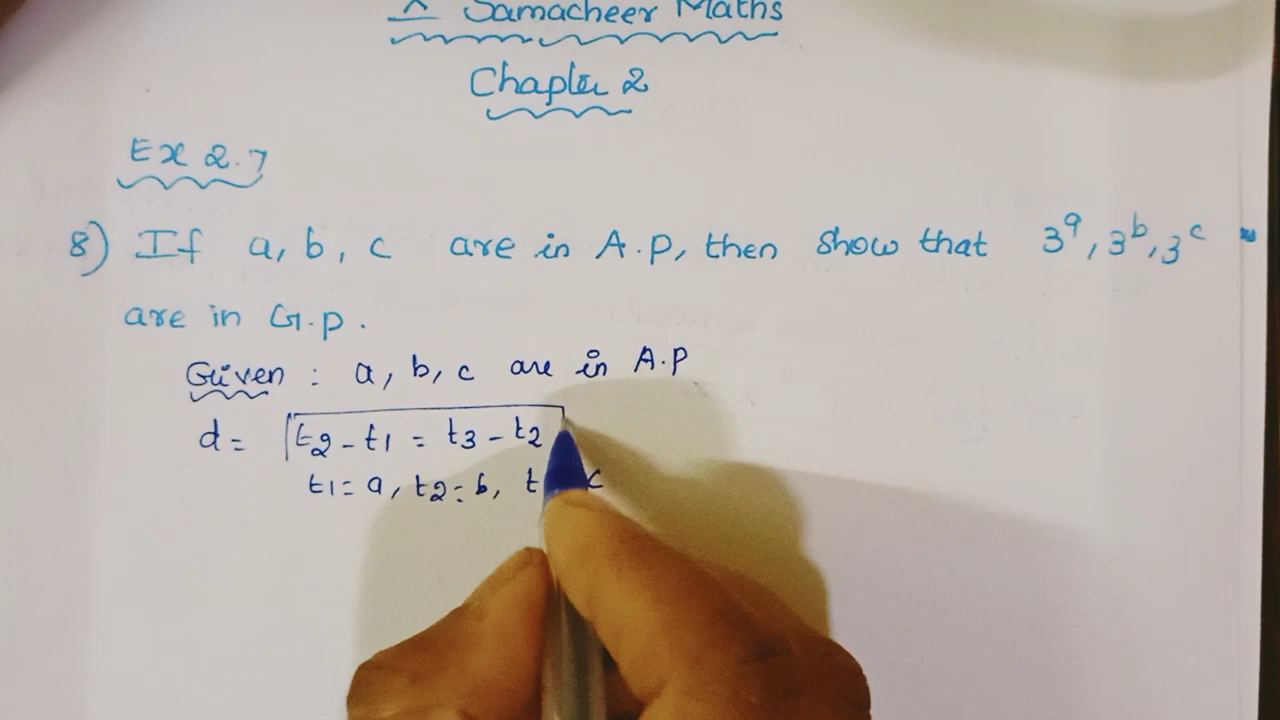 X Samacheer Maths
Chapter 2
Ex 2.7
8) If a, b, c are in A.P, then show that 3^a, 3^b, 3^c
are in G.P.
Given : a, b, c are in A.P
d = t2 - t1 = t3 - t2
t1 = a, t2 = b, t c